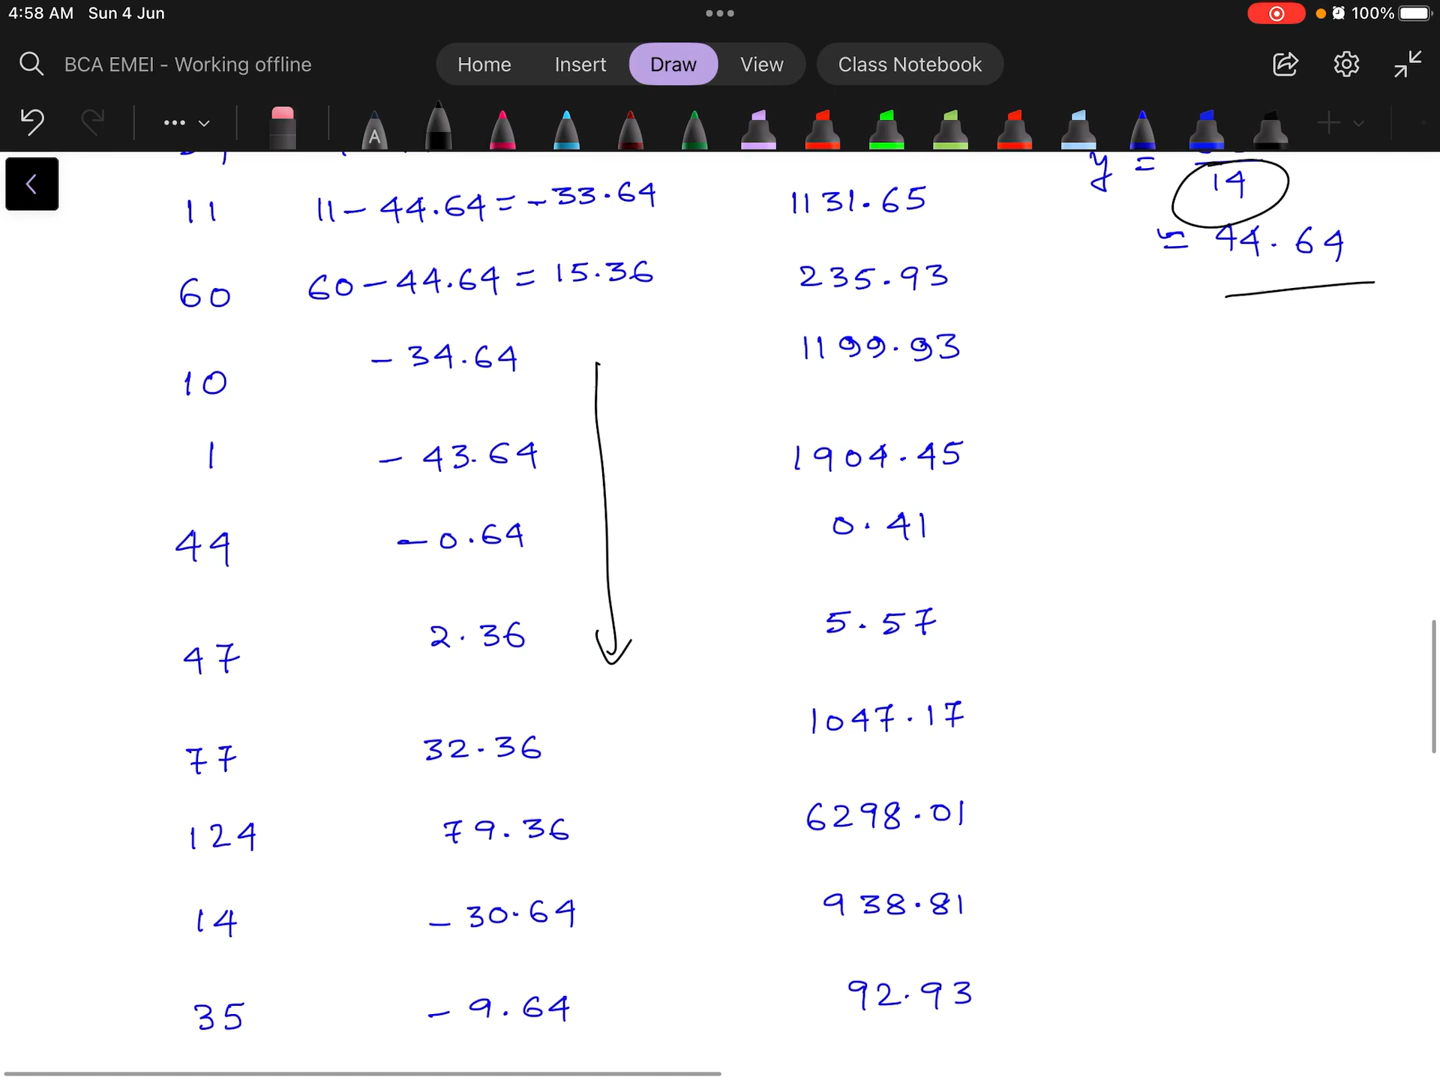 4:58 AM Sun 4 Jun
100%
BCA EMEI - Working offline
Home Insert Draw View Class Notebook
A
y =
14
≃ 44.64
11 11 - 44.64 = -33.64 1131.65
60 60 - 44.64 = 15.36 235.93
10 - 34.64 1199.93
1 - 43.64 1904.45
44 - 0.64 0.41
47 2.36 5.57
77 32.36 1047.17
124 79.36 6298.01
14 - 30.64 938.81
35 - 9.64 92.93